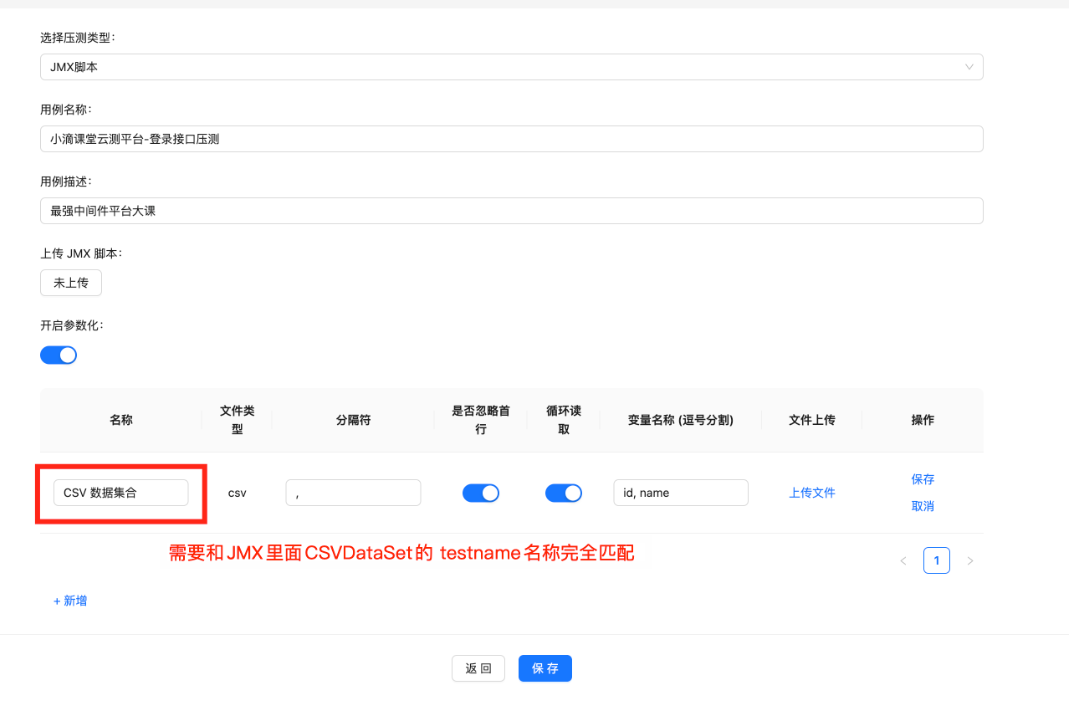 选择压测类型:
JMX脚本
用例名称:
小滴课堂云测平台-登录接口压测
用例描述:
最强中间件平台大课
上传 JMX 脚本:
未上传
开启参数化:
名称 文件类型 分隔符 是否忽略首行 循环读取 变量名称 (逗号分割) 文件上传 操作
CSV 数据集合 csv , id, name 上传文件 保存
取消
需要和JMX里面CSVDataSet的 testname名称完全匹配
< 1 >
+ 新增
返 回 保 存